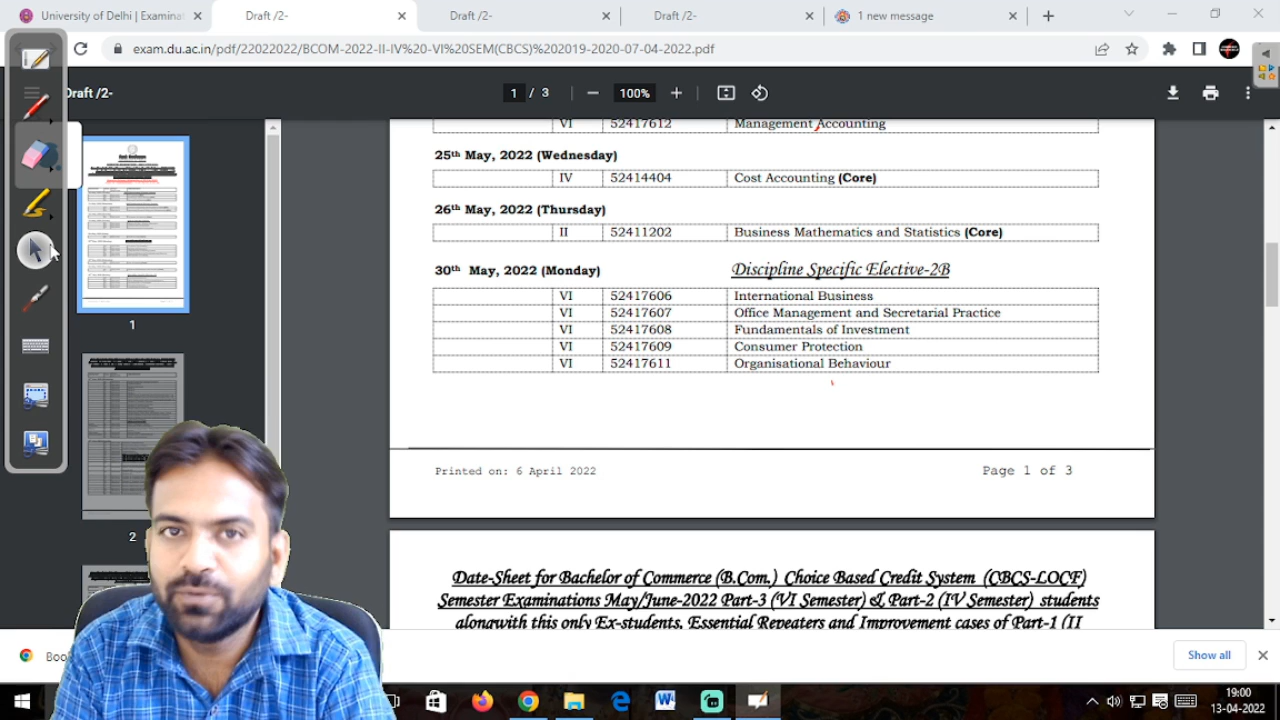 University of Delhi | Examinat
Draft /2-
Draft /2-
Draft /2-
1 new message
exam.du.ac.in/pdf/22022022/BCOM-2022-II-IV%20-VI%20SEM(CBCS)%202019-2020-07-04-2022.pdf
Draft /2-
1 / 3
100%
VI 52417612 Management Accounting
25th May, 2022 (Wednesday)
IV 52414404 Cost Accounting (Core)
26th May, 2022 (Thursday)
II 52411202 Business Mathematics and Statistics (Core)
30th May, 2022 (Monday) Discipline Specific Elective-2B
VI 52417606 International Business
VI 52417607 Office Management and Secretarial Practice
VI 52417608 Fundamentals of Investment
VI 52417609 Consumer Protection
VI 52417611 Organisational Behaviour
Printed on: 6 April 2022 Page 1 of 3
1
2
Date-Sheet for Bachelor of Commerce (B.Com.) Choice Based Credit System (CBCS-LOCF)
Semester Examinations May/June-2022 Part-3 (VI Semester) & Part-2 (IV Semester) students
alongwith this only Ex-students, Essential Repeaters and Improvement cases of Part-1 (II
Boo
Show all
19:00
13-04-2022